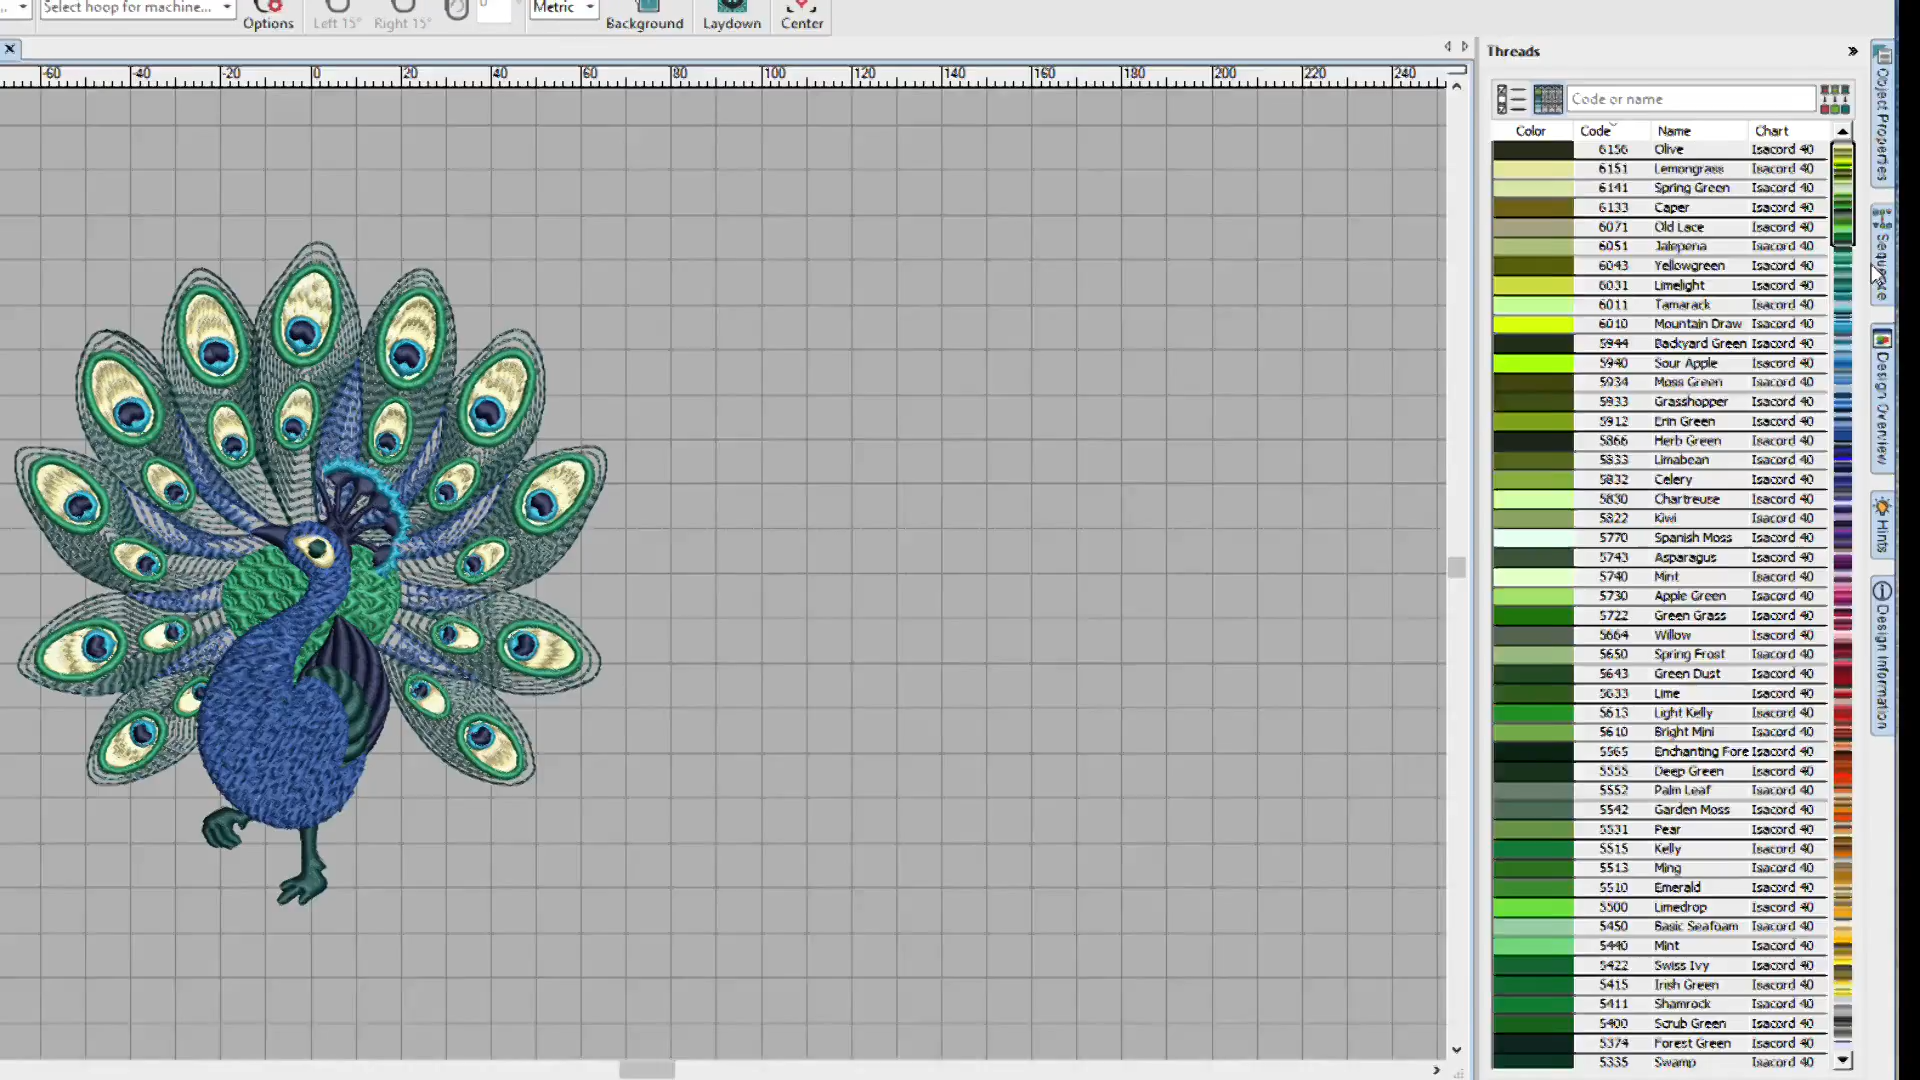 Select hoop for machine...
Options
Left 15°
Right 15°
0
Metric
Background
Laydown
Center
-60 -40 -20 0 20 40 60 80 100 120 140 160 180 200 220 240
Threads
Code or name
Color Code Name Chart
6156 Olive Isacord 40
6151 Lemongrass Isacord 40
6141 Spring Green Isacord 40
6133 Caper Isacord 40
6071 Old Lace Isacord 40
6051 Jalepena Isacord 40
6043 Yellowgreen Isacord 40
6031 Limelight Isacord 40
6011 Tamarack Isacord 40
6010 Mountain Draw Isacord 40
5944 Backyard Green Isacord 40
5940 Sour Apple Isacord 40
5934 Moss Green Isacord 40
5933 Grasshopper Isacord 40
5912 Erin Green Isacord 40
5866 Herb Green Isacord 40
5833 Limabean Isacord 40
5832 Celery Isacord 40
5830 Chartreuse Isacord 40
5822 Kiwi Isacord 40
5770 Spanish Moss Isacord 40
5743 Asparagus Isacord 40
5740 Mint Isacord 40
5730 Apple Green Isacord 40
5722 Green Grass Isacord 40
5664 Willow Isacord 40
5650 Spring Frost Isacord 40
5643 Green Dust Isacord 40
5633 Lime Isacord 40
5613 Light Kelly Isacord 40
5610 Bright Mini Isacord 40
5565 Enchanting Fore Isacord 40
5555 Deep Green Isacord 40
5552 Palm Leaf Isacord 40
5542 Garden Moss Isacord 40
5531 Pear Isacord 40
5515 Kelly Isacord 40
5513 Ming Isacord 40
5510 Emerald Isacord 40
5500 Limedrop Isacord 40
5450 Basic Seafoam Isacord 40
5440 Mint Isacord 40
5422 Swiss Ivy Isacord 40
5415 Irish Green Isacord 40
5411 Shamrock Isacord 40
5400 Scrub Green Isacord 40
5374 Forest Green Isacord 40
5335 Swamp Isacord 40
Object Properties
Sequence
Design Overview
Hints
Design Information